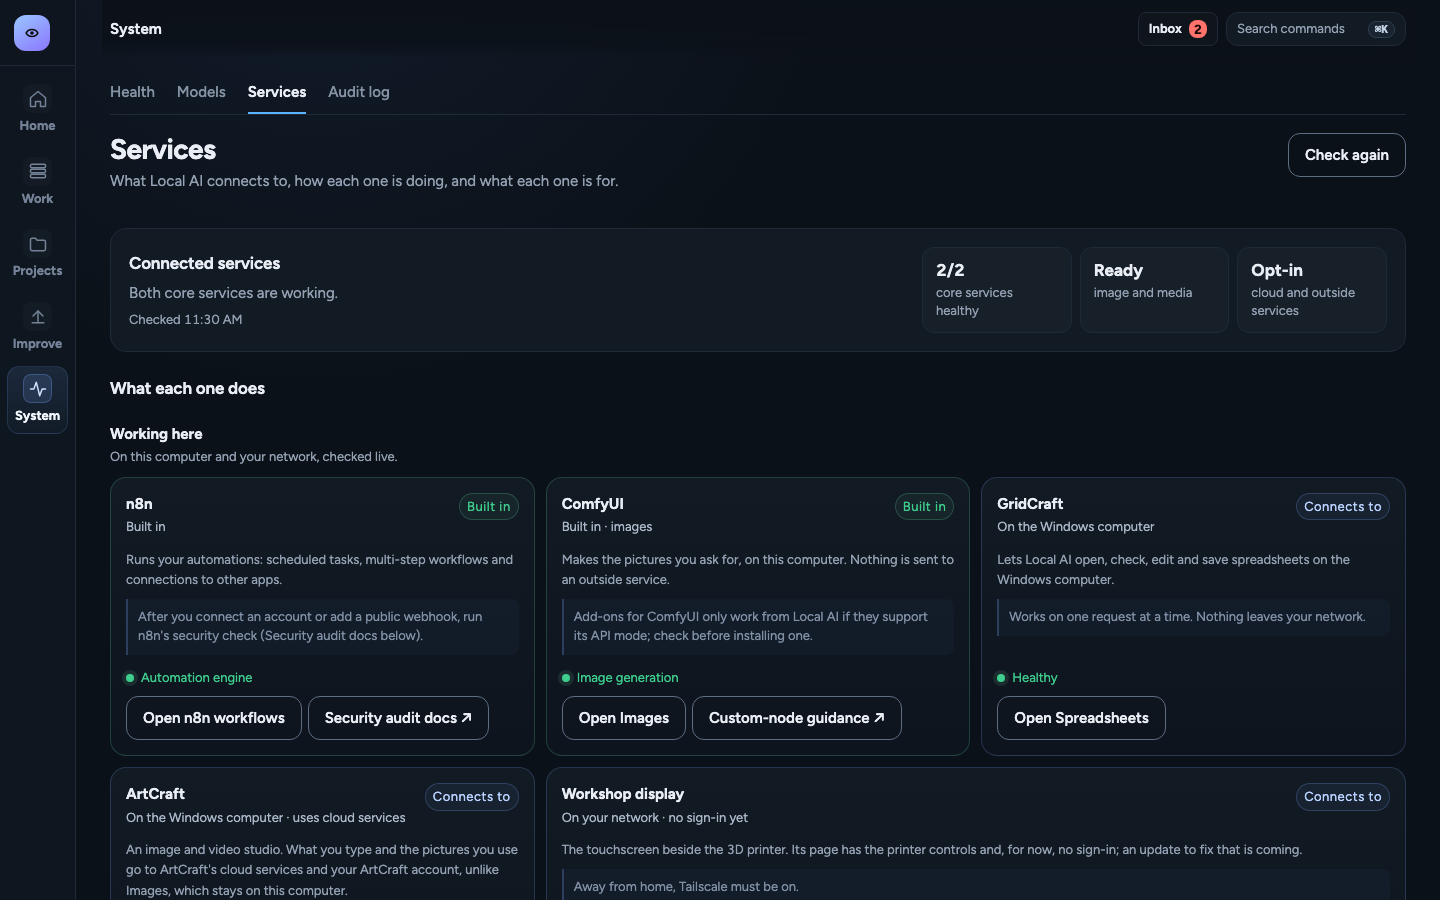 System
Inbox 2
Search commands ⌘K
Home
Work
Projects
Improve
System
Health Models Services Audit log
Services
What Local AI connects to, how each one is doing, and what each one is for.
Check again
Connected services
Both core services are working.
Checked 11:30 AM
2/2
core services
healthy
Ready
image and media
Opt-in
cloud and outside
services
What each one does
Working here
On this computer and your network, checked live.
n8n
Built in
Built in
Runs your automations: scheduled tasks, multi-step workflows and
connections to other apps.
After you connect an account or add a public webhook, run
n8n's security check (Security audit docs below).
Automation engine
Open n8n workflows
Security audit docs ↗
ComfyUI
Built in
Built in · images
Makes the pictures you ask for, on this computer. Nothing is sent to
an outside service.
Add-ons for ComfyUI only work from Local AI if they support
its API mode; check before installing one.
Image generation
Open Images
Custom-node guidance ↗
GridCraft
Connects to
On the Windows computer
Lets Local AI open, check, edit and save spreadsheets on the
Windows computer.
Works on one request at a time. Nothing leaves your network.
Healthy
Open Spreadsheets
ArtCraft
Connects to
On the Windows computer · uses cloud services
An image and video studio. What you type and the pictures you use
go to ArtCraft's cloud services and your ArtCraft account, unlike
Images, which stays on this computer.
Workshop display
Connects to
On your network · no sign-in yet
The touchscreen beside the 3D printer. Its page has the printer controls and, for now, no sign-in; an update to fix that is coming.
Away from home, Tailscale must be on.